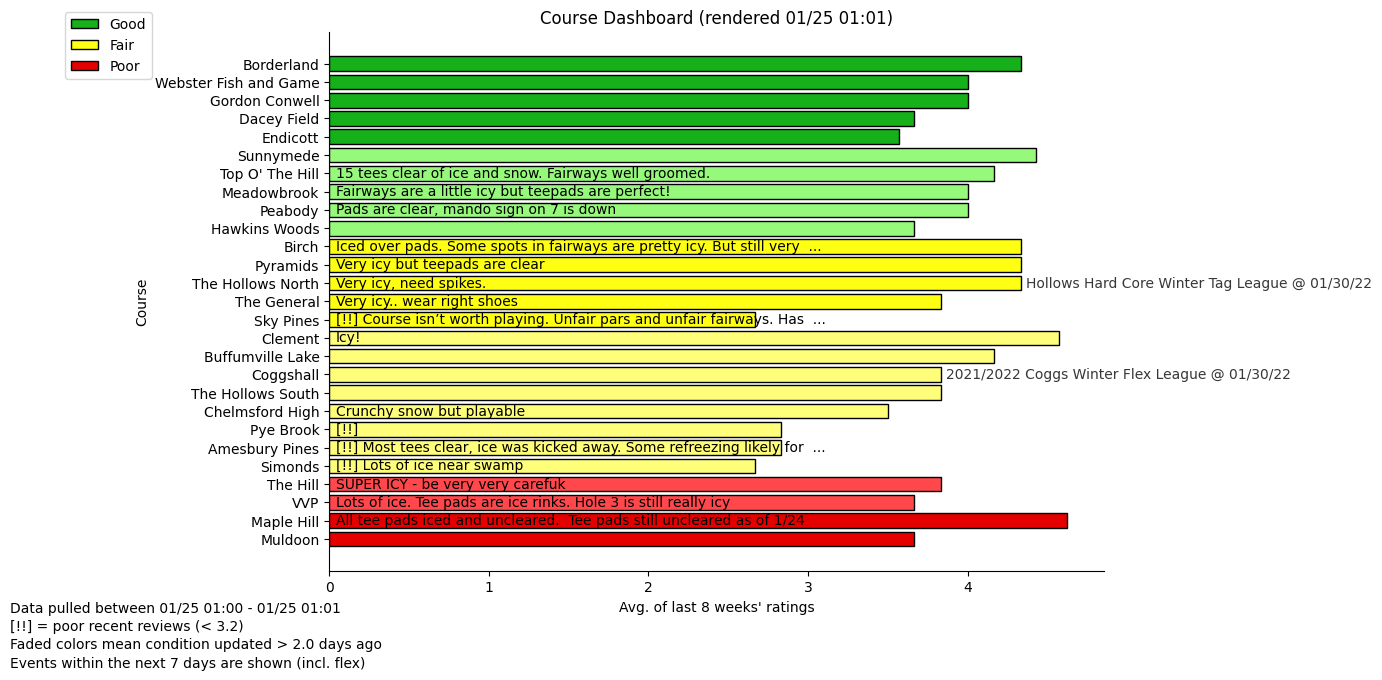 Course Dashboard (rendered 01/25 01:01)
Good
Fair
Poor
Course
Borderland
Webster Fish and Game
Gordon Conwell
Dacey Field
Endicott
Sunnymede
Top O' The Hill 15 tees clear of ice and snow. Fairways well groomed.
Meadowbrook Fairways are a little icy but teepads are perfect!
Peabody Pads are clear, mando sign on 7 is down
Hawkins Woods
Birch Iced over pads. Some spots in fairways are pretty icy. But still very ...
Pyramids Very icy but teepads are clear
The Hollows North Very icy, need spikes. Hollows Hard Core Winter Tag League @ 01/30/22
The General Very icy.. wear right shoes
Sky Pines [!!] Course isn’t worth playing. Unfair pars and unfair fairways. Has ...
Clement Icy!
Buffumville Lake
Coggshall 2021/2022 Coggs Winter Flex League @ 01/30/22
The Hollows South
Chelmsford High Crunchy snow but playable
Pye Brook [!!]
Amesbury Pines [!!] Most tees clear, ice was kicked away. Some refreezing likely for ...
Simonds [!!] Lots of ice near swamp
The Hill SUPER ICY - be very very carefuk
VVP Lots of ice. Tee pads are ice rinks. Hole 3 is still really icy
Maple Hill All tee pads iced and uncleared. Tee pads still uncleared as of 1/24
Muldoon
0 1 2 3 4
Avg. of last 8 weeks' ratings
Data pulled between 01/25 01:00 - 01/25 01:01
[!!] = poor recent reviews (< 3.2)
Faded colors mean condition updated > 2.0 days ago
Events within the next 7 days are shown (incl. flex)